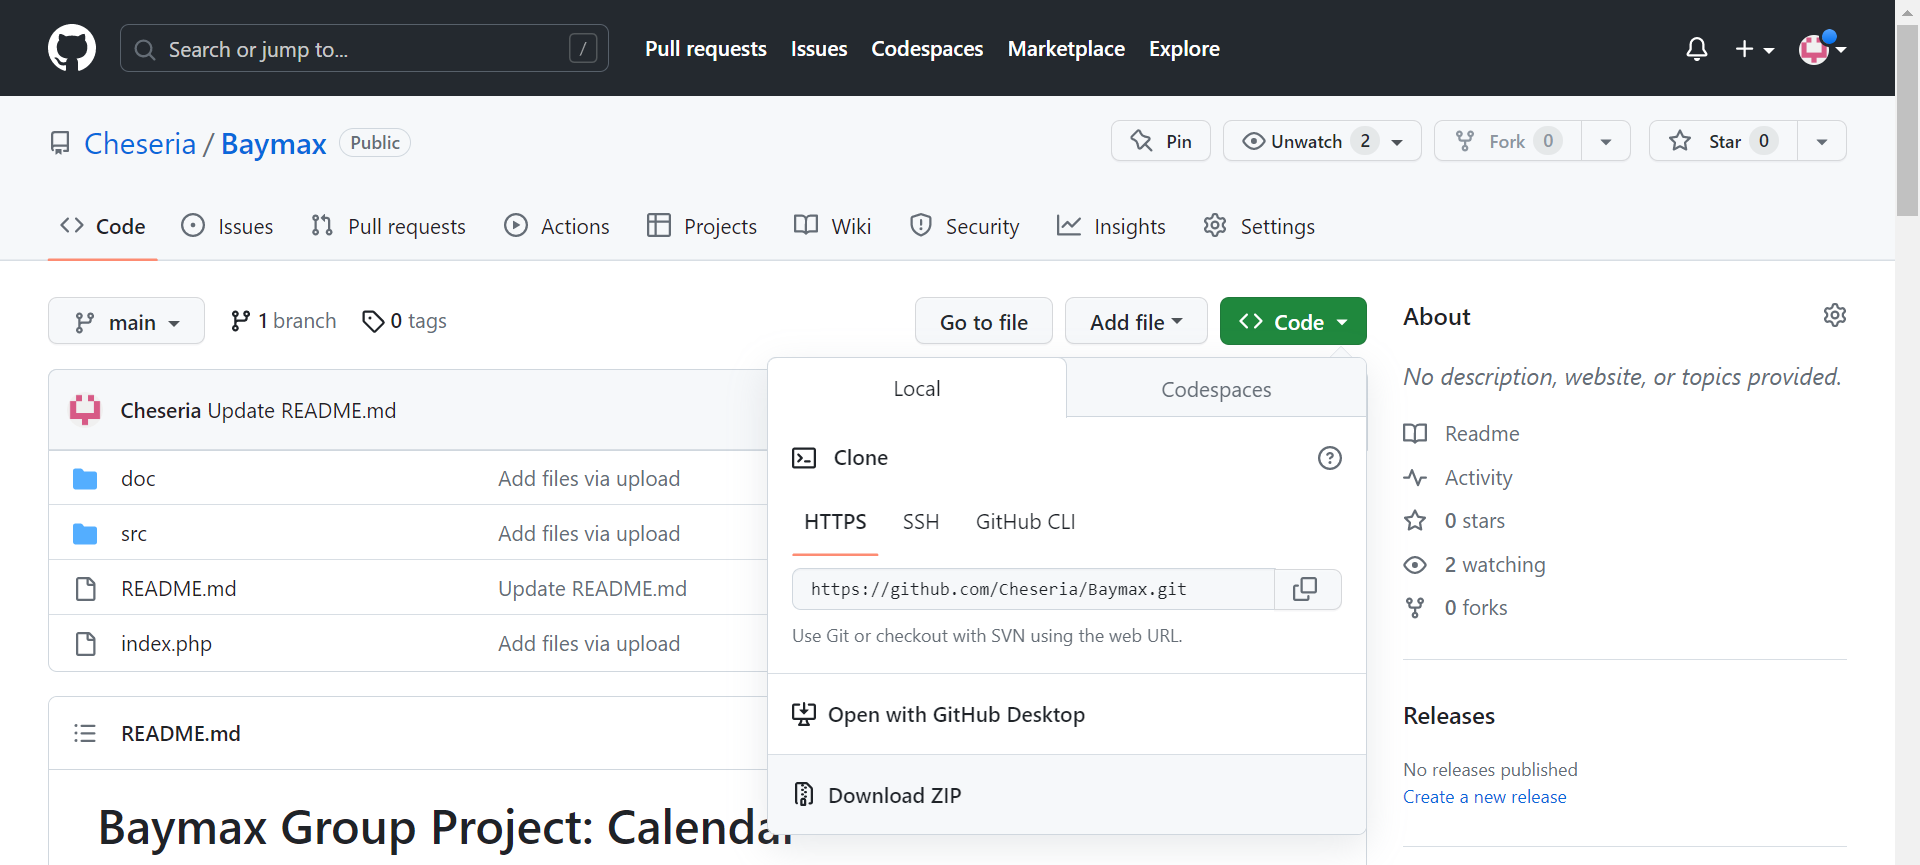 Search or jump to... /
Pull requests Issues Codespaces Marketplace Explore
Cheseria / Baymax Public
Pin Unwatch 2 Fork 0 Star 0
Code Issues Pull requests Actions Projects Wiki Security Insights Settings
main 1 branch 0 tags
Go to file Add file Code
Cheseria Update README.md
doc Add files via upload
src Add files via upload
README.md Update README.md
index.php Add files via upload
README.md
Baymax Group Project: Calendar
Local Codespaces
Clone
HTTPS SSH GitHub CLI
https://github.com/Cheseria/Baymax.git
Use Git or checkout with SVN using the web URL.
Open with GitHub Desktop
Download ZIP
About
No description, website, or topics provided.
Readme
Activity
0 stars
2 watching
0 forks
Releases
No releases published
Create a new release